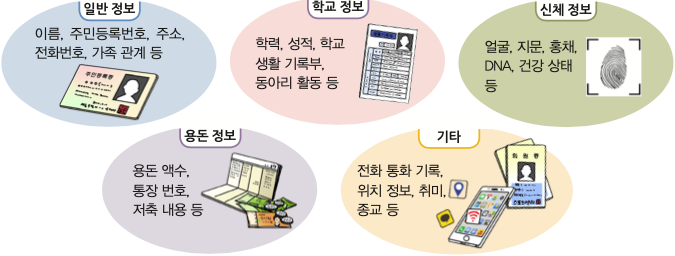 일반 정보
이름, 주민등록번호, 주소,
전화번호, 가족 관계 등
주민등록증
학교 정보
학력, 성적, 학교
생활 기록부,
동아리 활동 등
신체 정보
얼굴, 지문, 홍채,
DNA, 건강 상태
등
용돈 정보
용돈 액수,
통장 번호,
저축 내용 등
기타
전화 통화 기록,
위치 정보, 취미,
종교 등
회원증